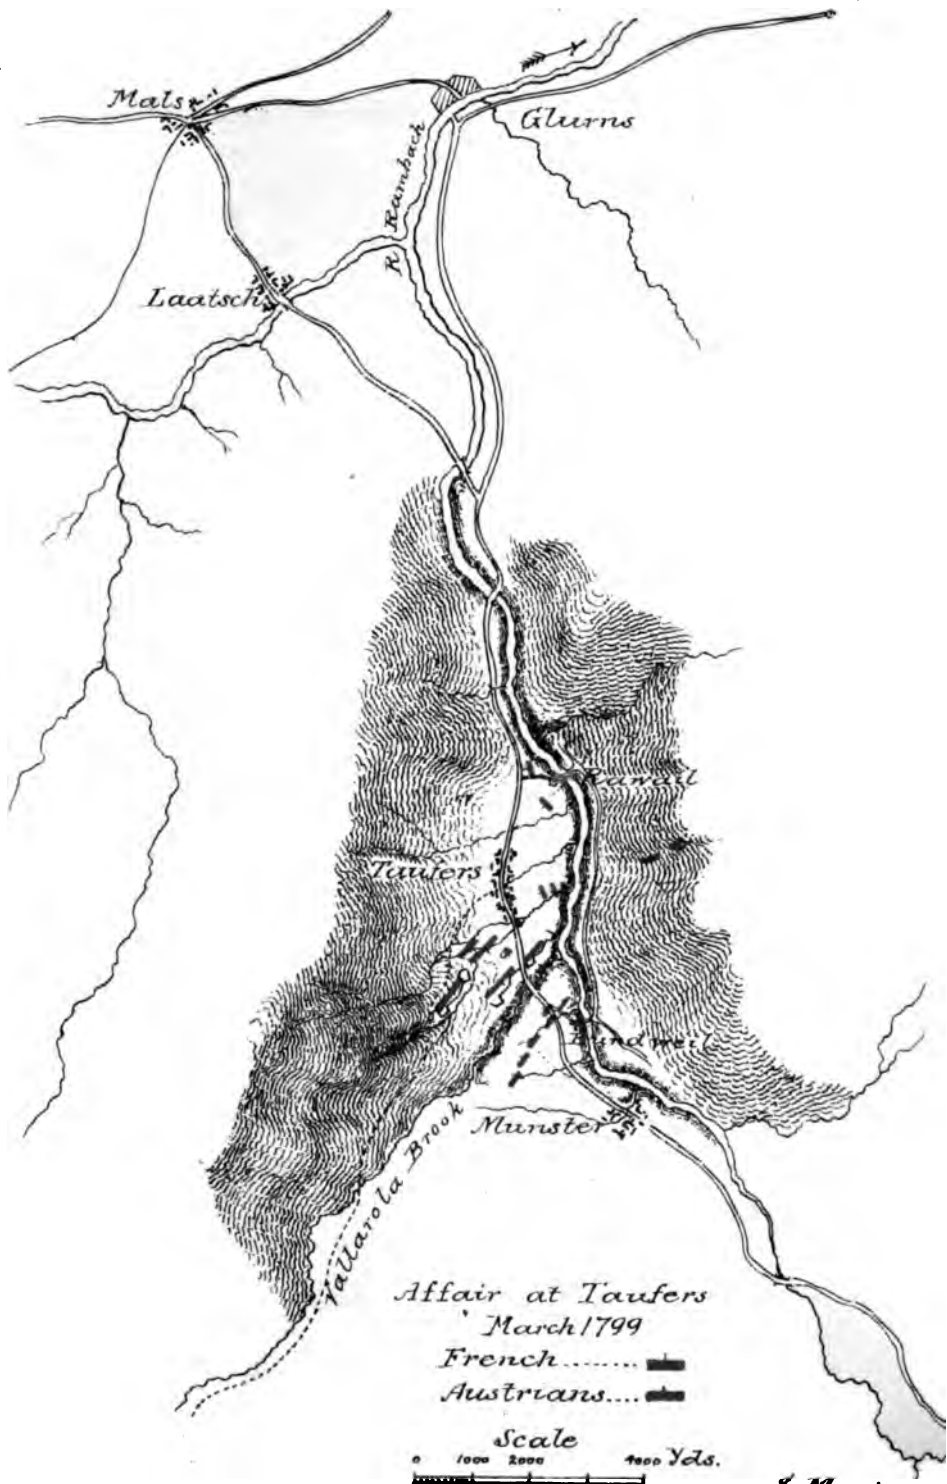 Mals
Glurns
R Rambach
Laatsch
Taufers
Munster
Vallarola Brook
Affair at Taufers
March 1799
French
Austrians
Scale
0 1000 2000 4000 Yds.